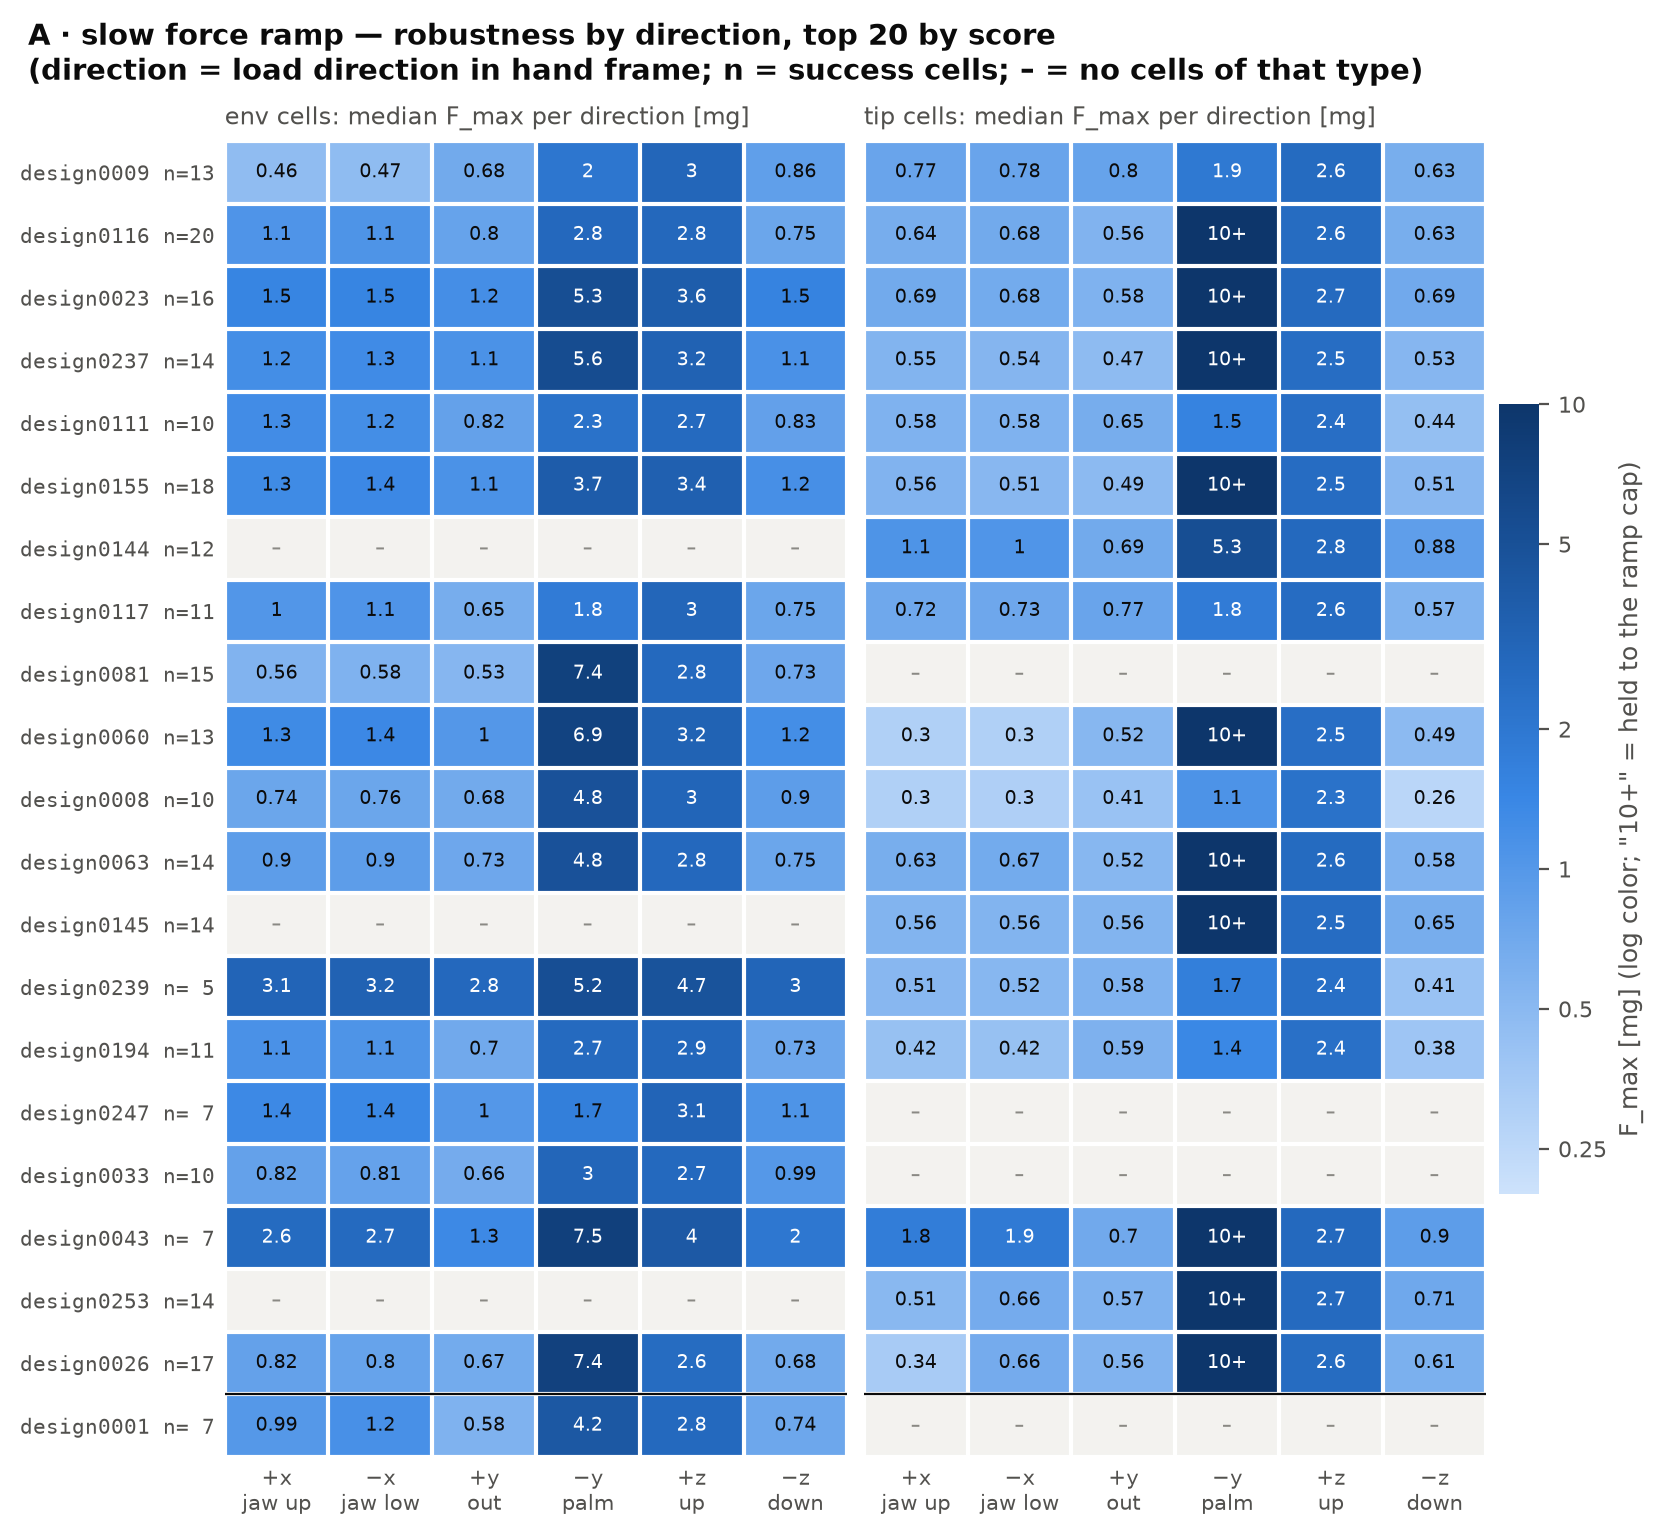 A · slow force ramp — robustness by direction, top 20 by score
(direction = load direction in hand frame; n = success cells; – = no cells of that type)
env cells: median F_max per direction [mg]
tip cells: median F_max per direction [mg]
design0009 n=13 0.46 0.47 0.68 2 3 0.86 0.77 0.78 0.8 1.9 2.6 0.63
design0116 n=20 1.1 1.1 0.8 2.8 2.8 0.75 0.64 0.68 0.56 10+ 2.6 0.63
design0023 n=16 1.5 1.5 1.2 5.3 3.6 1.5 0.69 0.68 0.58 10+ 2.7 0.69
design0237 n=14 1.2 1.3 1.1 5.6 3.2 1.1 0.55 0.54 0.47 10+ 2.5 0.53
design0111 n=10 1.3 1.2 0.82 2.3 2.7 0.83 0.58 0.58 0.65 1.5 2.4 0.44
design0155 n=18 1.3 1.4 1.1 3.7 3.4 1.2 0.56 0.51 0.49 10+ 2.5 0.51
design0144 n=12 – – – – – – 1.1 1 0.69 5.3 2.8 0.88
design0117 n=11 1 1.1 0.65 1.8 3 0.75 0.72 0.73 0.77 1.8 2.6 0.57
design0081 n=15 0.56 0.58 0.53 7.4 2.8 0.73 – – – – – –
design0060 n=13 1.3 1.4 1 6.9 3.2 1.2 0.3 0.3 0.52 10+ 2.5 0.49
design0008 n=10 0.74 0.76 0.68 4.8 3 0.9 0.3 0.3 0.41 1.1 2.3 0.26
design0063 n=14 0.9 0.9 0.73 4.8 2.8 0.75 0.63 0.67 0.52 10+ 2.6 0.58
design0145 n=14 – – – – – – 0.56 0.56 0.56 10+ 2.5 0.65
design0239 n= 5 3.1 3.2 2.8 5.2 4.7 3 0.51 0.52 0.58 1.7 2.4 0.41
design0194 n=11 1.1 1.1 0.7 2.7 2.9 0.73 0.42 0.42 0.59 1.4 2.4 0.38
design0247 n= 7 1.4 1.4 1 1.7 3.1 1.1 – – – – – –
design0033 n=10 0.82 0.81 0.66 3 2.7 0.99 – – – – – –
design0043 n= 7 2.6 2.7 1.3 7.5 4 2 1.8 1.9 0.7 10+ 2.7 0.9
design0253 n=14 – – – – – – 0.51 0.66 0.57 10+ 2.7 0.71
design0026 n=17 0.82 0.8 0.67 7.4 2.6 0.68 0.34 0.66 0.56 10+ 2.6 0.61
design0001 n= 7 0.99 1.2 0.58 4.2 2.8 0.74 – – – – – –
+x −x +y −y +z −z +x −x +y −y +z −z
jaw up jaw low out palm up down jaw up jaw low out palm up down
10
5
2
1
0.5
0.25
F_max [mg] (log color; "10+" = held to the ramp cap)